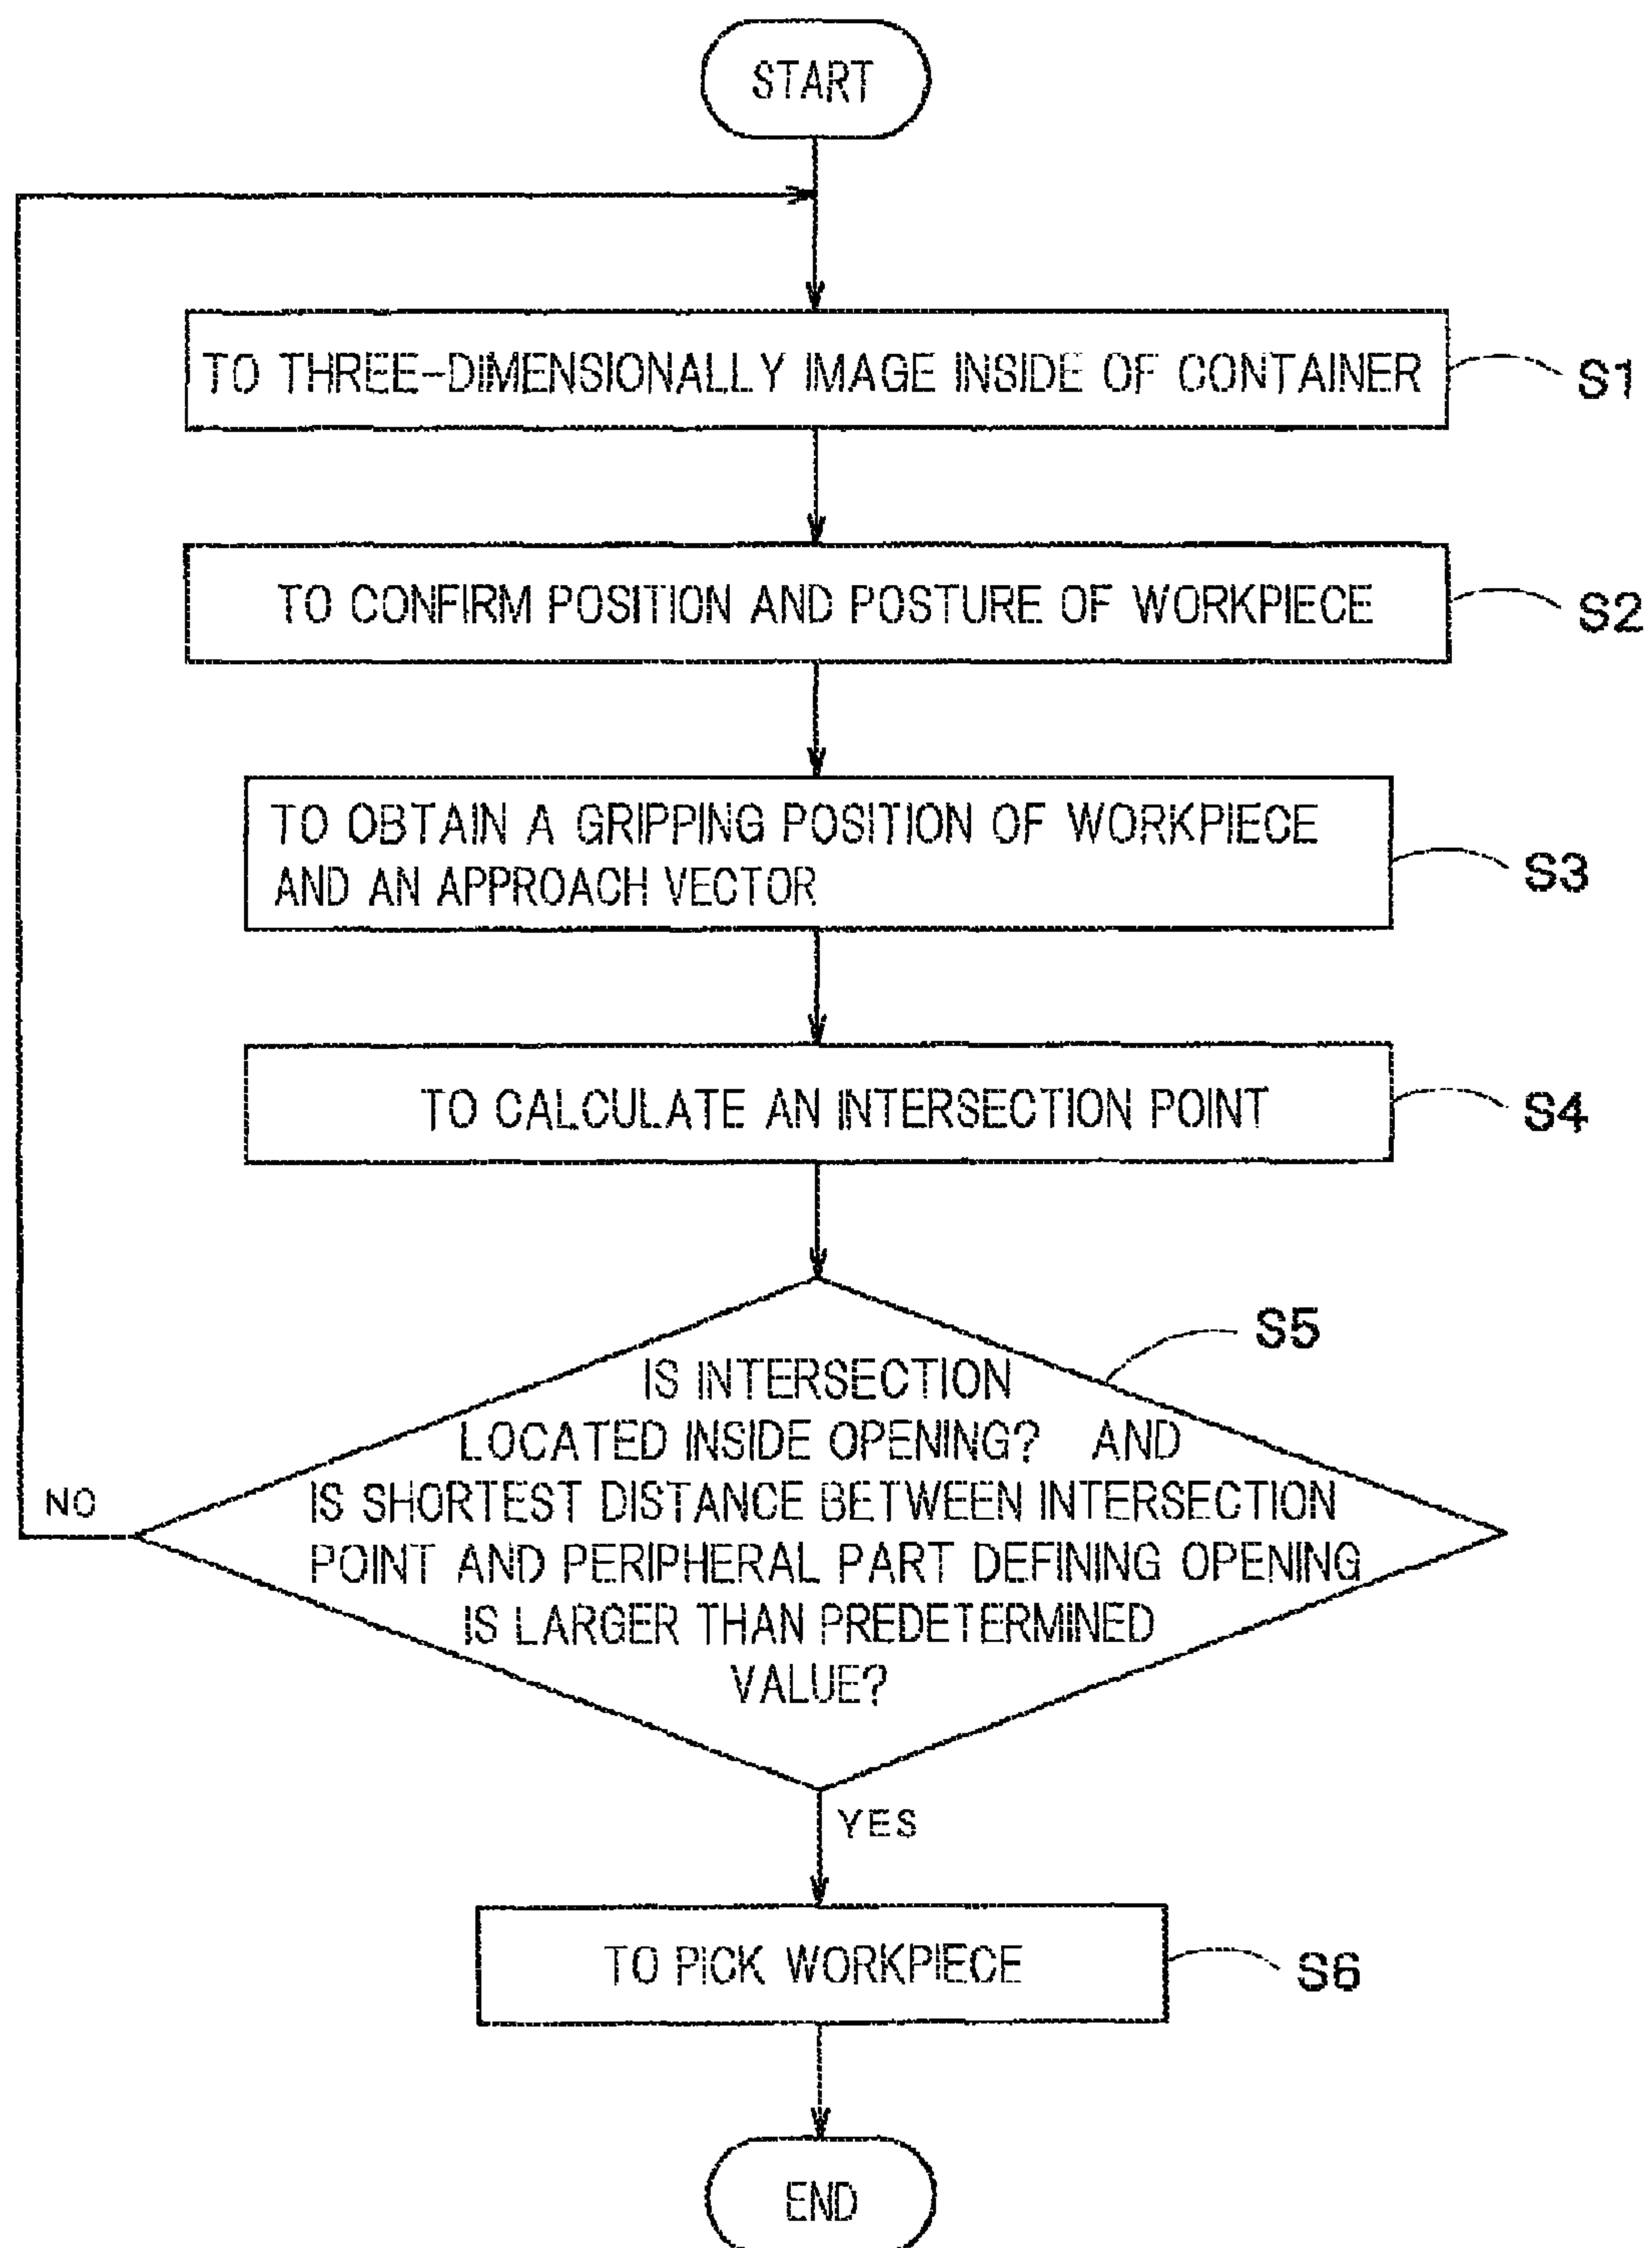 START
TO THREE-DIMENSIONALLY IMAGE INSIDE OF CONTAINER
S1
TO CONFIRM POSITION AND POSTURE OF WORKPIECE
S2
TO OBTAIN A GRIPPING POSITION OF WORKPIECE
AND AN APPROACH VECTOR
S3
TO CALCULATE AN INTERSECTION POINT
S4
S5
IS INTERSECTION
LOCATED INSIDE OPENING? AND
IS SHORTEST DISTANCE BETWEEN INTERSECTION
POINT AND PERIPHERAL PART DEFINING OPENING
IS LARGER THAN PREDETERMINED
VALUE?
NO
YES
TO PICK WORKPIECE
S6
END